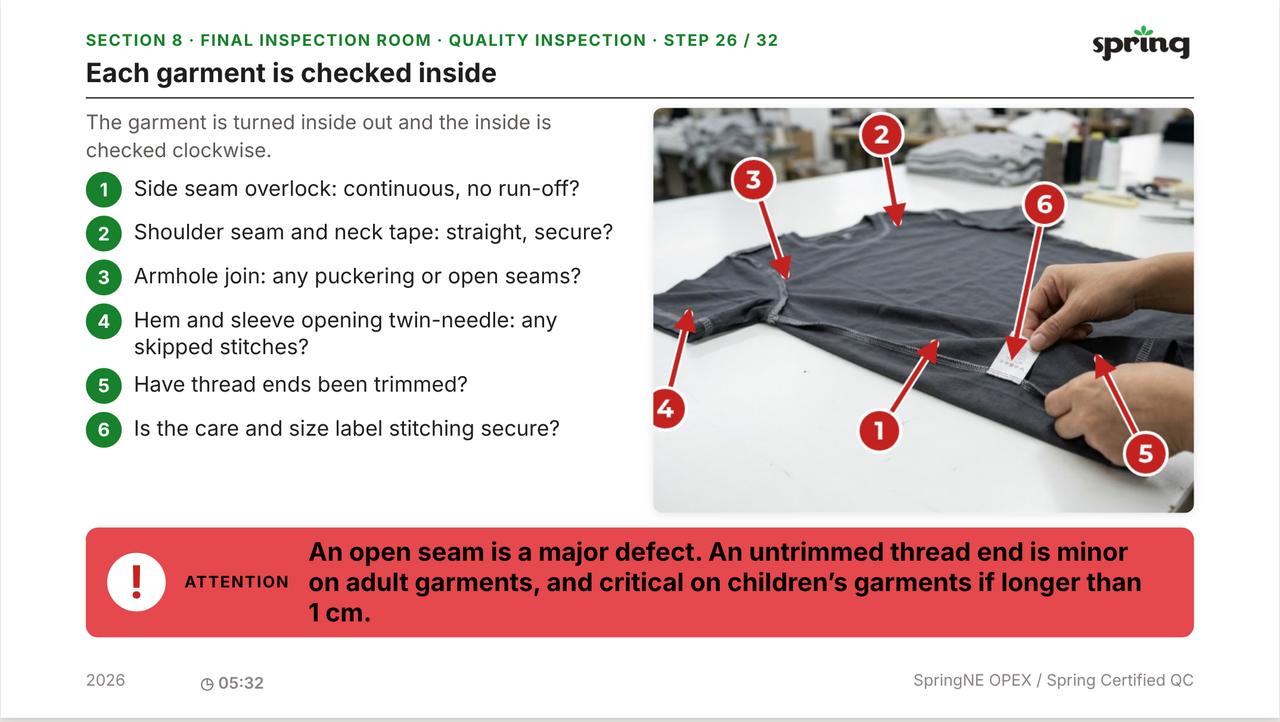 SECTION 8 · FINAL INSPECTION ROOM · QUALITY INSPECTION · STEP 26 / 32
spring
Each garment is checked inside
The garment is turned inside out and the inside is
checked clockwise.
1 Side seam overlock: continuous, no run-off?
2 Shoulder seam and neck tape: straight, secure?
3 Armhole join: any puckering or open seams?
4 Hem and sleeve opening twin-needle: any
skipped stitches?
5 Have thread ends been trimmed?
6 Is the care and size label stitching secure?
2
3
6
4
1
5
! ATTENTION
An open seam is a major defect. An untrimmed thread end is minor
on adult garments, and critical on children’s garments if longer than
1 cm.
2026
05:32
SpringNE OPEX / Spring Certified QC